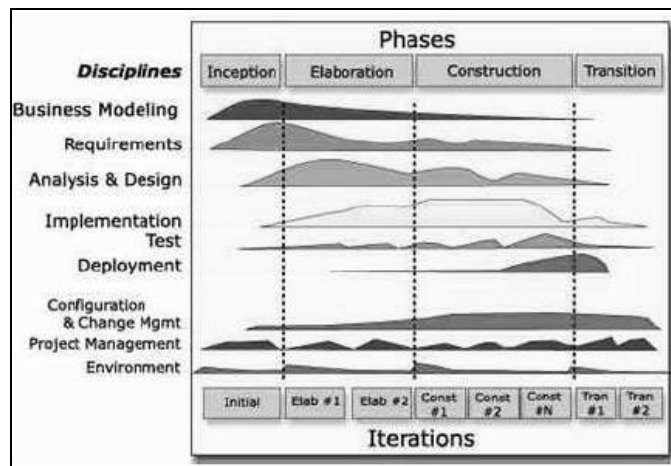 Phases
Disciplines
Inception
Elaboration
Construction
Transition
Business Modeling
Requirements
Analysis & Design
Implementation
Test
Deployment
Configuration
& Change Mgmt
Project Management
Environment
Initial
Elab #1
Elab #2
Const
#1
Const
#2
Const
#N
Tran
#1
Tran
#2
Iterations